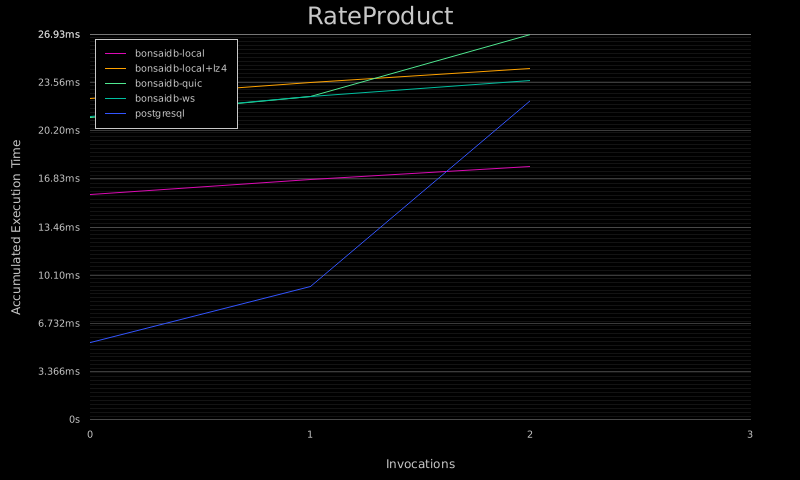 RateProduct
26.93ms
23.56ms
20.20ms
16.83ms
13.46ms
10.10ms
6.732ms
3.366ms
0s
bonsaidb-local
bonsaidb-local+lz4
bonsaidb-quic
bonsaidb-ws
postgresql
Accumulated Execution Time
0 1 2 3
Invocations